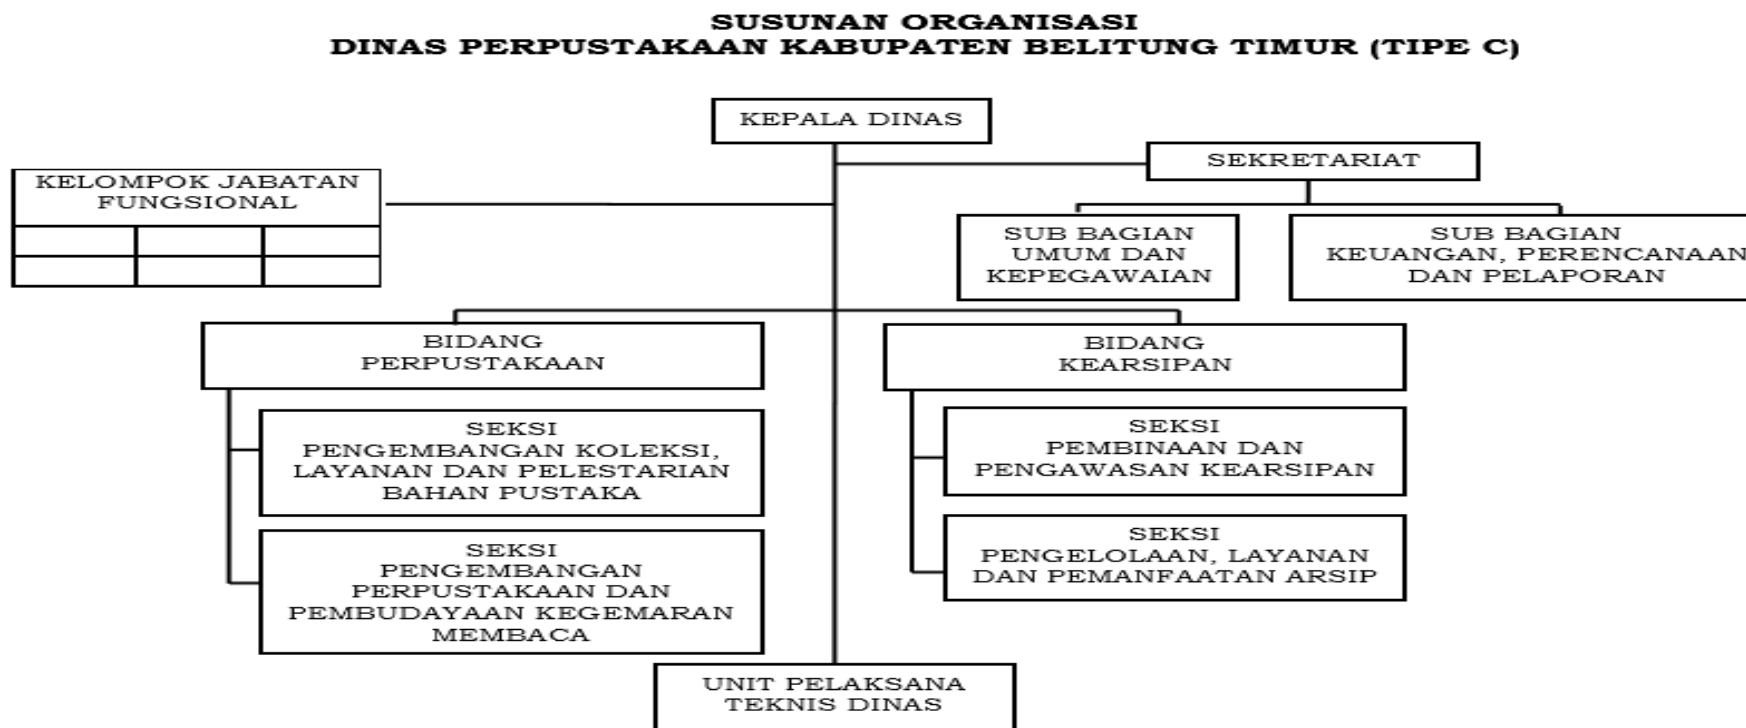 SUSUNAN ORGANISASI
DINAS PERPUSTAKAAN KABUPATEN BELITUNG TIMUR (TIPE C)
KEPALA DINAS
SEKRETARIAT
KELOMPOK JABATAN
FUNGSIONAL
SUB BAGIAN
UMUM DAN
KEPEGAWAIAN
SUB BAGIAN
KEUANGAN, PERENCANAAN
DAN PELAPORAN
BIDANG
PERPUSTAKAAN
BIDANG
KEARSIPAN
SEKSI
PENGEMBANGAN KOLEKSI,
LAYANAN DAN PELESTARIAN
BAHAN PUSTAKA
SEKSI
PENGEMBANGAN
PERPUSTAKAAN DAN
PEMBUDAYAAN KEGEMARAN
MEMBACA
SEKSI
PEMBINAAN DAN
PENGAWASAN KEARSIPAN
SEKSI
PENGELOLAAN, LAYANAN
DAN PEMANFAATAN ARSIP
UNIT PELAKSANA
TEKNIS DINAS